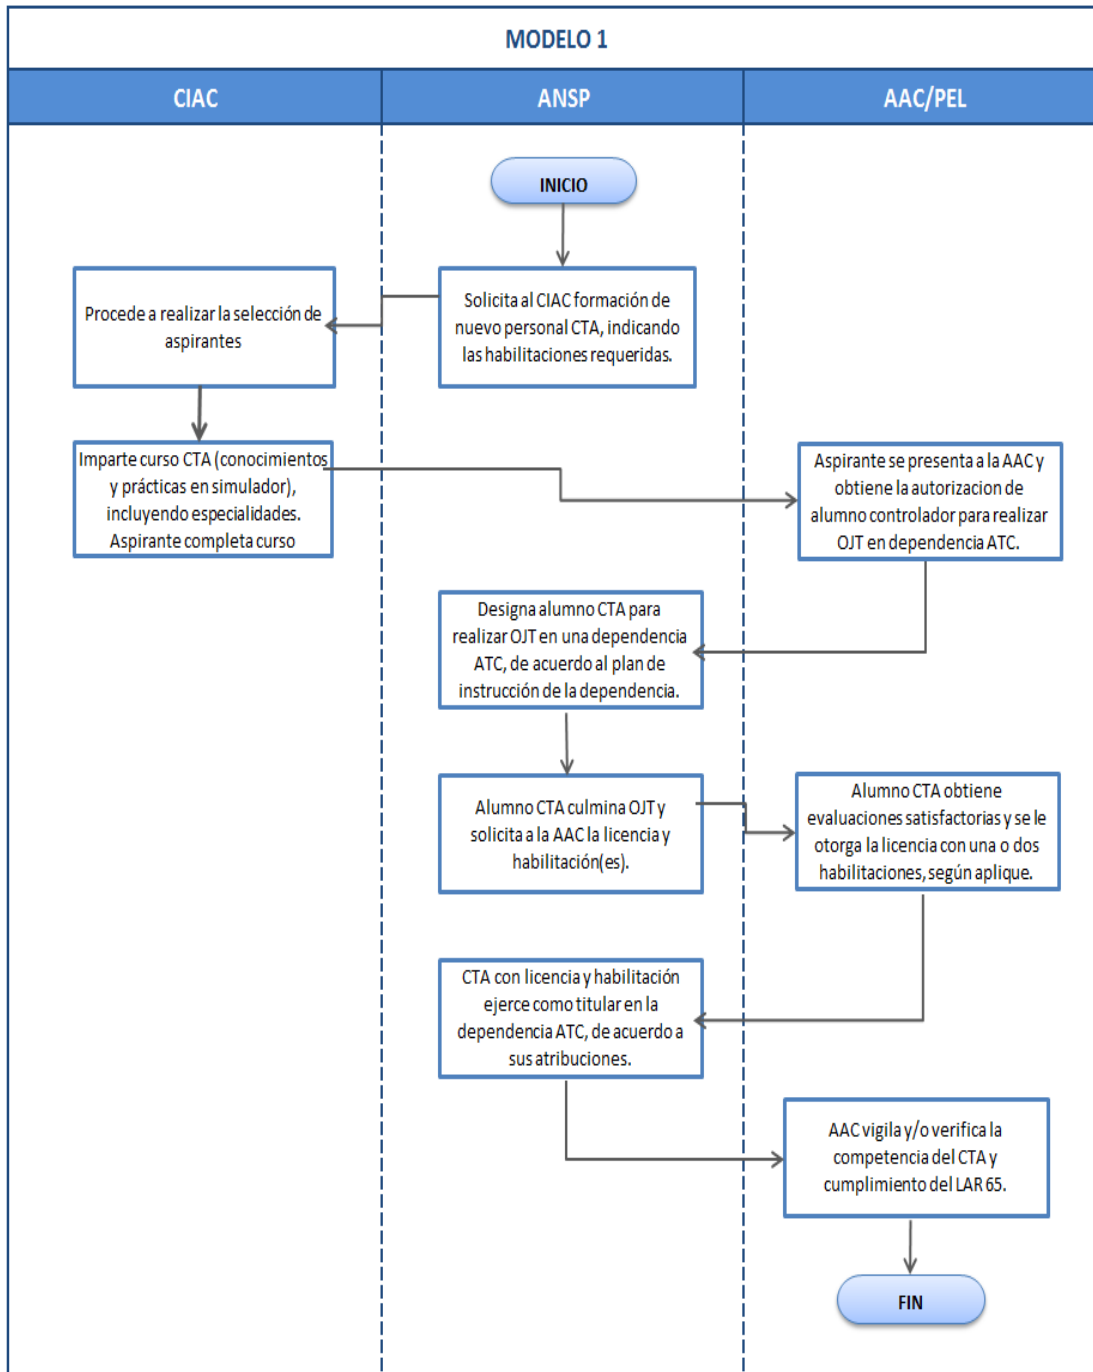 MODELO 1
CIAC
ANSP
AAC/PEL
INICIO
Solicita al CIAC formación de
nuevo personal CTA, indicando
las habilitaciones requeridas.
Procede a realizar la selección de
aspirantes
Imparte curso CTA (conocimientos
y prácticas en simulador),
incluyendo especialidades.
Aspirante completa curso
Aspirante se presenta a la AAC y
obtiene la autorizacion de
alumno controlador para realizar
OJT en dependencia ATC.
Designa alumno CTA para
realizar OJT en una dependencia
ATC, de acuerdo al plan de
instrucción de la dependencia.
Alumno CTA culmina OJT y
solicita a la AAC la licencia y
habilitación(es).
Alumno CTA obtiene
evaluaciones satisfactorias y se le
otorga la licencia con una o dos
habilitaciones, según aplique.
CTA con licencia y habilitación
ejerce como titular en la
dependencia ATC, de acuerdo a
sus atribuciones.
AAC vigila y/o verifica la
competencia del CTA y
cumplimiento del LAR 65.
FIN